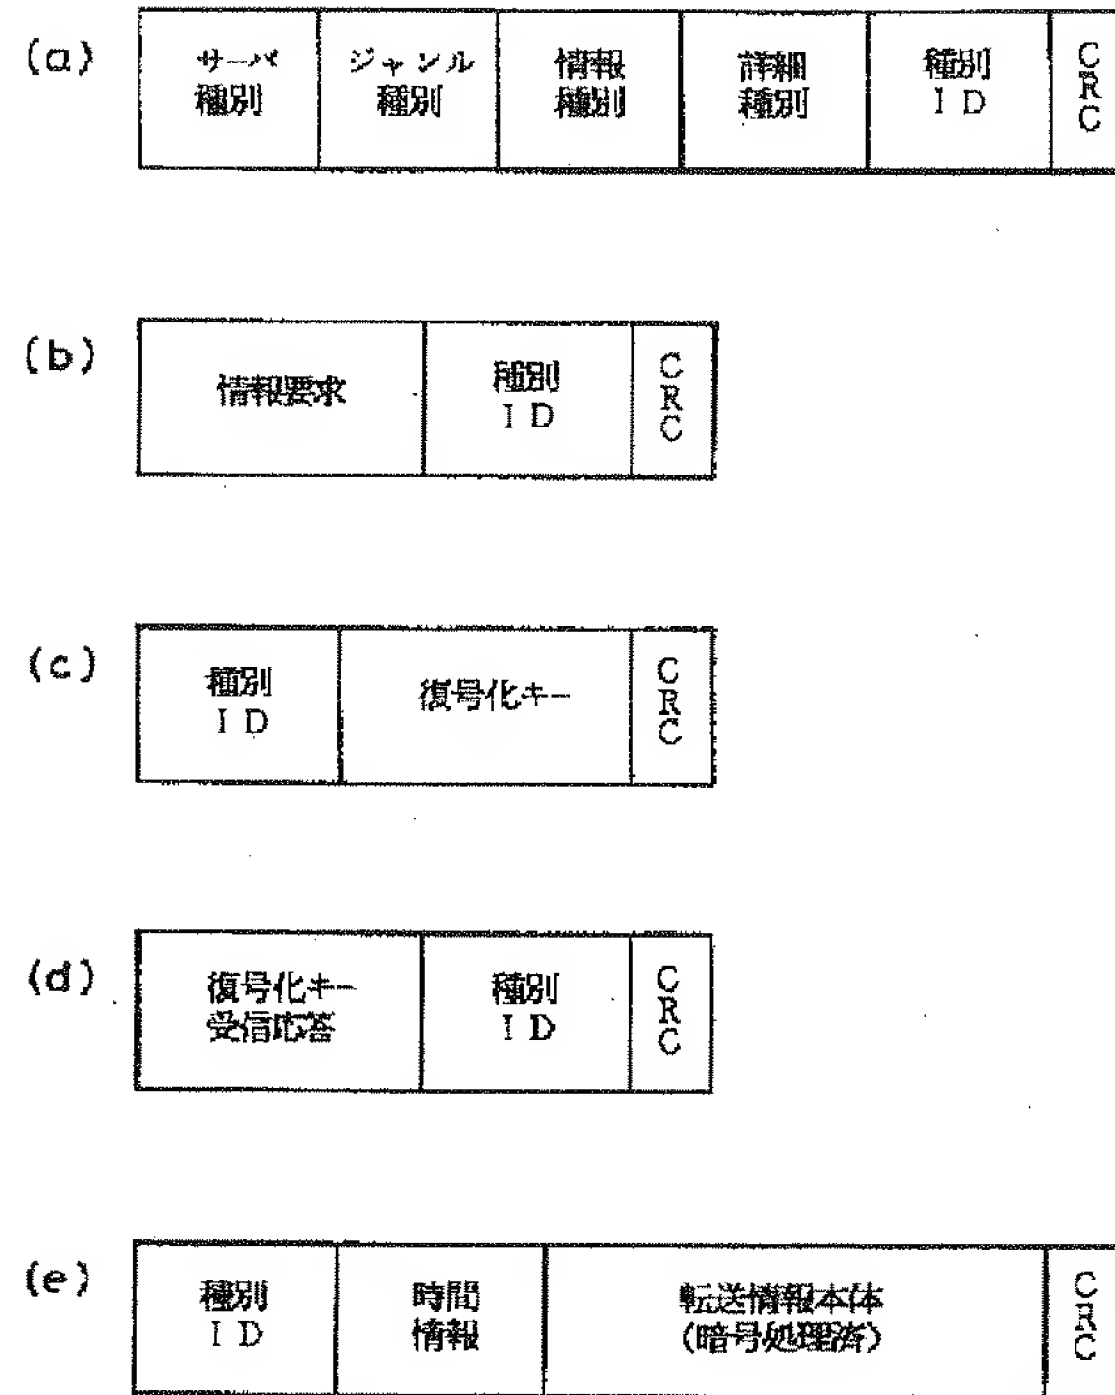 (a)
サーバ
種別
ジャンル
種別
情報
種別
詳細
種別
種別
ID
CRC
(b)
情報要求
種別
ID
CRC
(c)
種別
ID
復号化キー
CRC
(d)
復号化キー
受信応答
種別
ID
CRC
(e)
種別
ID
時間
情報
転送情報本体
(暗号処理済)
CRC